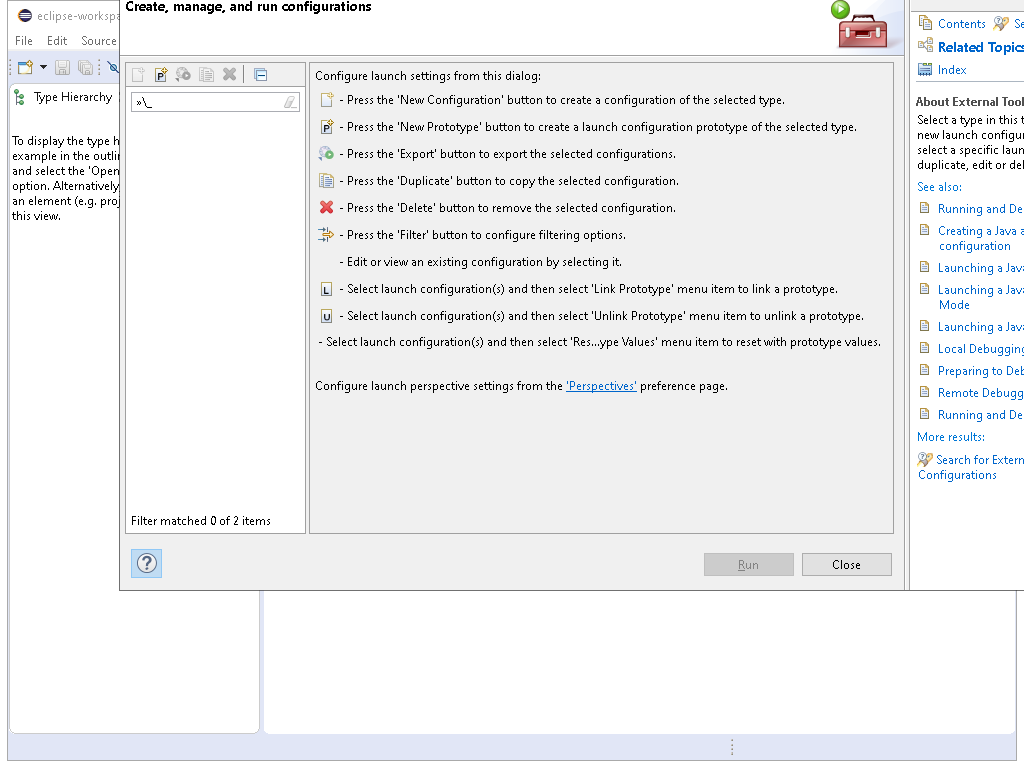 eclipse-workspa
Create, manage, and run configurations
File Edit Source
Type Hierarchy
To display the type h
example in the outli
and select the 'Open
option. Alternatively
an element (e.g. proj
this view.
»\_
Filter matched 0 of 2 items
Configure launch settings from this dialog:
- Press the 'New Configuration' button to create a configuration of the selected type.
- Press the 'New Prototype' button to create a launch configuration prototype of the selected type.
- Press the 'Export' button to export the selected configurations.
- Press the 'Duplicate' button to copy the selected configuration.
- Press the 'Delete' button to remove the selected configuration.
- Press the 'Filter' button to configure filtering options.
- Edit or view an existing configuration by selecting it.
- Select launch configuration(s) and then select 'Link Prototype' menu item to link a prototype.
- Select launch configuration(s) and then select 'Unlink Prototype' menu item to unlink a prototype.
- Select launch configuration(s) and then select 'Res...ype Values' menu item to reset with prototype values.
Configure launch perspective settings from the 'Perspectives' preference page.
Run
Close
Contents Se
Related Topics
Index
About External Tool
Select a type in this t
new launch configur
select a specific laun
duplicate, edit or del
See also:
Running and De
Creating a Java a
configuration
Launching a Java
Launching a Java
Mode
Launching a Java
Local Debugging
Preparing to Deb
Remote Debugg
Running and De
More results:
Search for Extern
Configurations